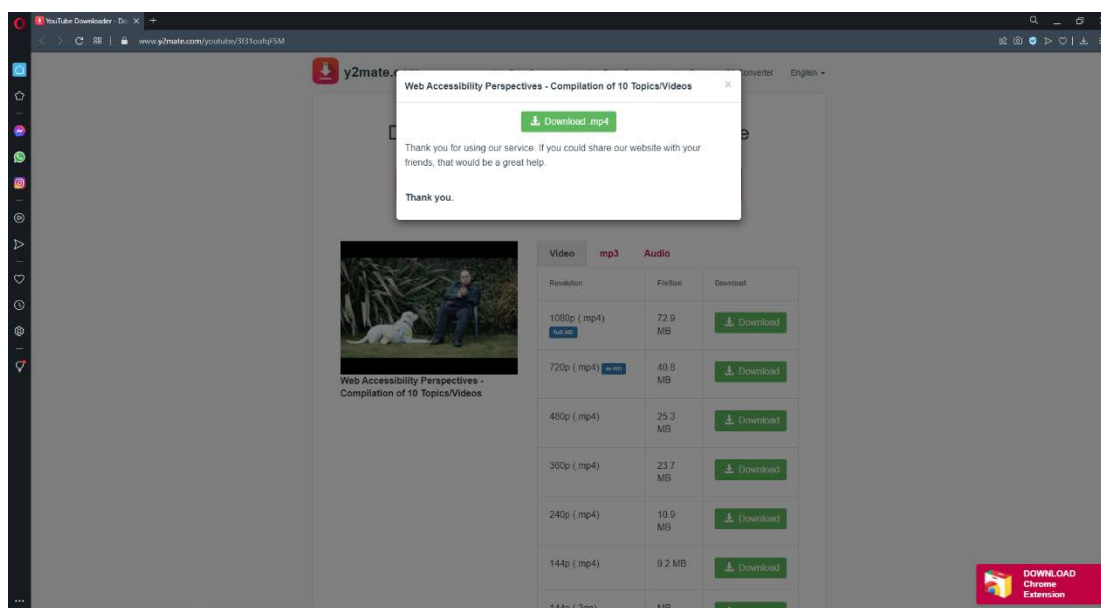 YouTube Downloader - Do
www.y2mate.com/youtube/3f31oufqFSM
y2mate.
Converter English
Web Accessibility Perspectives - Compilation of 10 Topics/Videos
Download .mp4
Thank you for using our service. If you could share our website with your
friends, that would be a great help.
Thank you.
Web Accessibility Perspectives -
Compilation of 10 Topics/Videos
Video mp3 Audio
Resolution FileSize Download
1080p (.mp4) 72.9
MB Download
full-HD
720p (.mp4) m-HD 40.8
MB Download
480p (.mp4) 25.3
MB Download
360p (.mp4) 23.7
MB Download
240p (.mp4) 10.9
MB Download
144p (.mp4) 9.2 MB Download
DOWNLOAD
Chrome
Extension